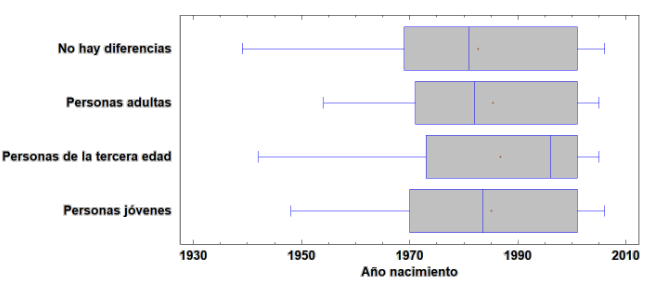 No hay diferencias
Personas adultas
Personas de la tercera edad
Personas jóvenes
1930 1950 1970 1990 2010
Año nacimiento